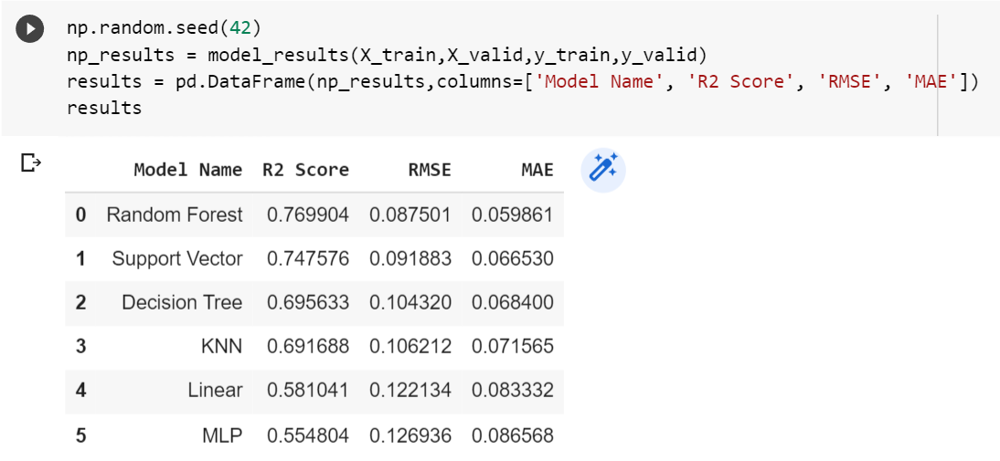 np.random.seed(42)
np_results = model_results(X_train,X_valid,y_train,y_valid)
results = pd.DataFrame(np_results,columns=['Model Name', 'R2 Score', 'RMSE', 'MAE'])
results
Model Name R2 Score RMSE MAE
0 Random Forest 0.769904 0.087501 0.059861
1 Support Vector 0.747576 0.091883 0.066530
2 Decision Tree 0.695633 0.104320 0.068400
3 KNN 0.691688 0.106212 0.071565
4 Linear 0.581041 0.122134 0.083332
5 MLP 0.554804 0.126936 0.086568